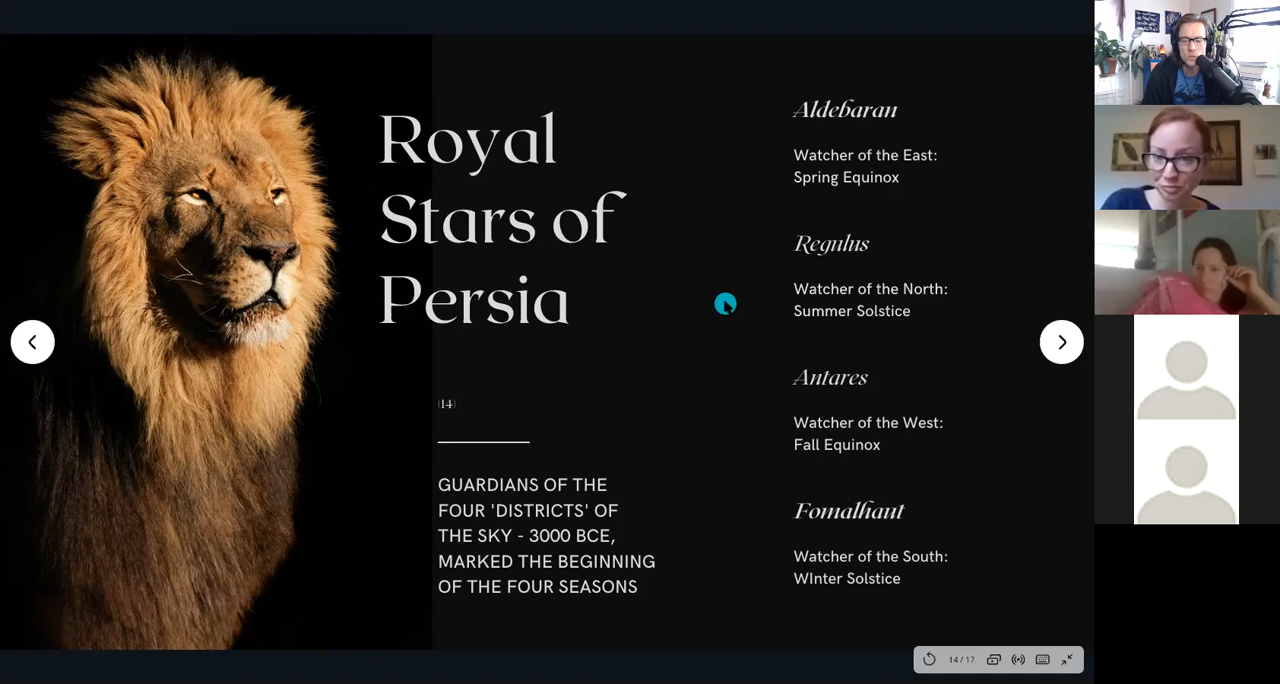 Royal
Stars of
Persia
14
GUARDIANS OF THE
FOUR 'DISTRICTS' OF
THE SKY - 3000 BCE,
MARKED THE BEGINNING
OF THE FOUR SEASONS
Aldebaran
Watcher of the East:
Spring Equinox
Regulus
Watcher of the North:
Summer Solstice
Antares
Watcher of the West:
Fall Equinox
Fomalhaut
Watcher of the South:
WInter Solstice
14 / 17